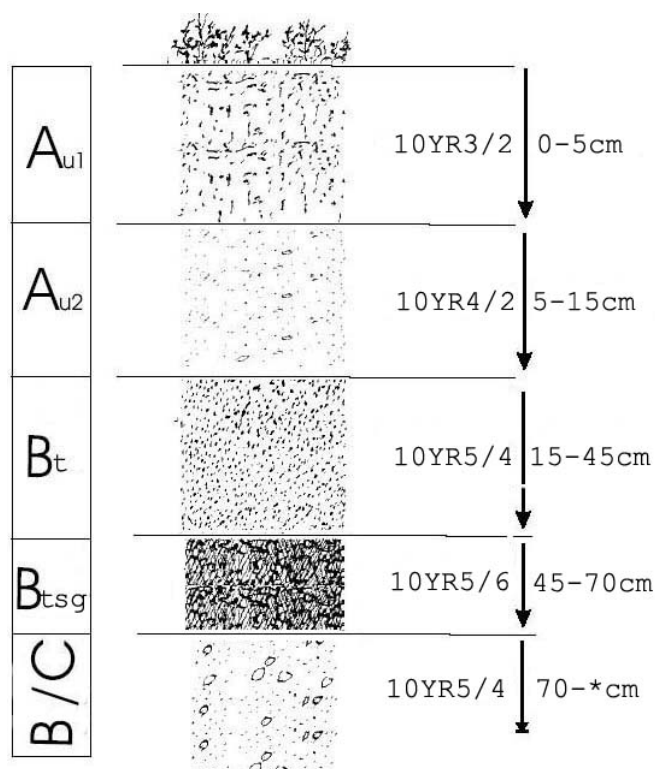 Au1 10YR3/2 0-5cm
Au2 10YR4/2 5-15cm
Bt 10YR5/4 15-45cm
Btsg 10YR5/6 45-70cm
B/C 10YR5/4 70-*cm